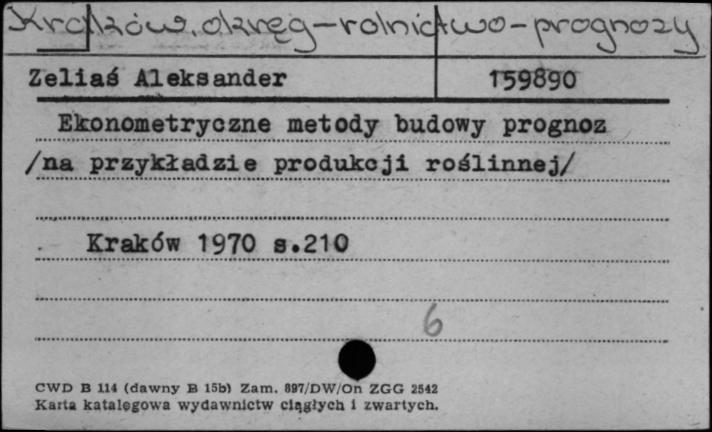 Kraków, okręg - rolnictwo - prognozy
Zeliaś Aleksander 159890
Ekonometryczne metody budowy prognoz
/na przykładzie produkcji roślinnej/
Kraków 1970 s.210
6
CWD B 114 (dawny B 15b) Zam. 897/DW/On ZGG 2542
Karta katalogowa wydawnictw ciągłych i zwartych.